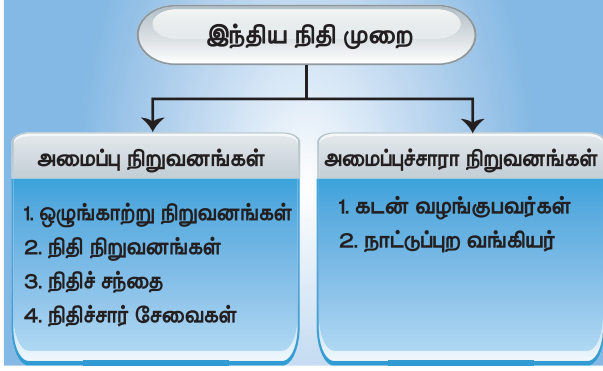 இந்திய நிதி முறை
அமைப்பு நிறுவனங்கள்
1. ஒழுங்காற்று நிறுவனங்கள்
2. நிதி நிறுவனங்கள்
3. நிதிச் சந்தை
4. நிதிச்சார் சேவைகள்
அமைப்புச்சாரா நிறுவனங்கள்
1. கடன் வழங்குபவர்கள்
2. நாட்டுப்புற வங்கியர்